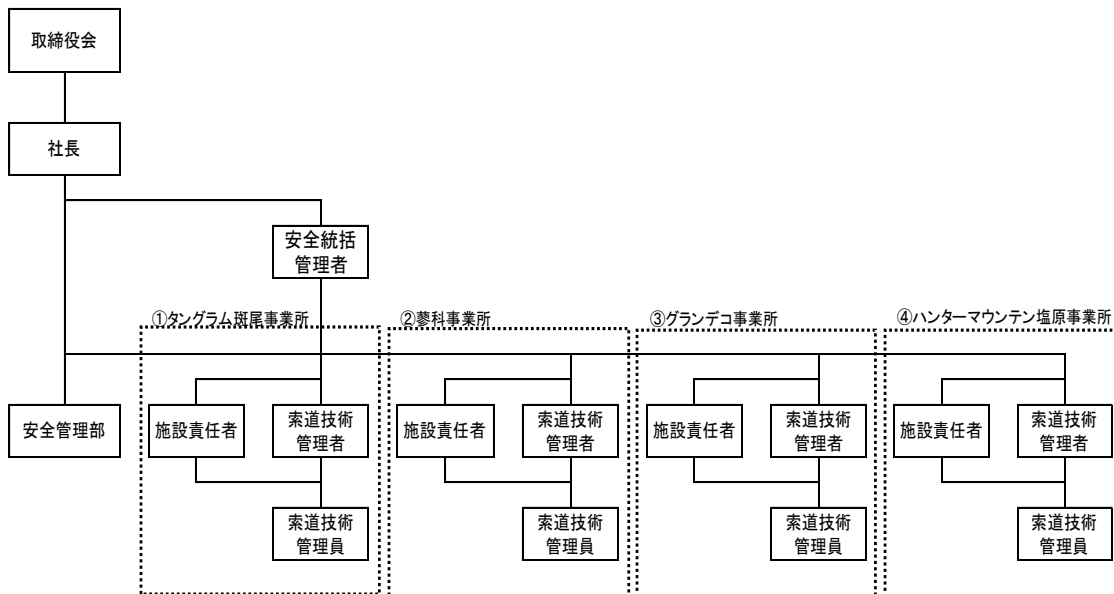 取締役会
社長
安全統括
管理者
①タングラム斑尾事業所
②蓼科事業所
③グランデコ事業所
④ハンターマウンテン塩原事業所
安全管理部
施設責任者
索道技術
管理者
施設責任者
索道技術
管理者
施設責任者
索道技術
管理者
施設責任者
索道技術
管理者
索道技術
管理員
索道技術
管理員
索道技術
管理員
索道技術
管理員